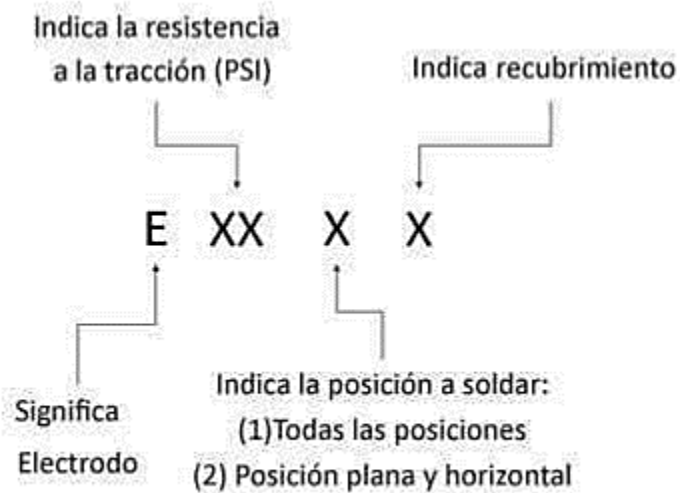 Indica la resistencia
a la tracción (PSI)
Indica recubrimiento
E XX X X
Significa
Electrodo
Indica la posición a soldar:
(1)Todas las posiciones
(2) Posición plana y horizontal